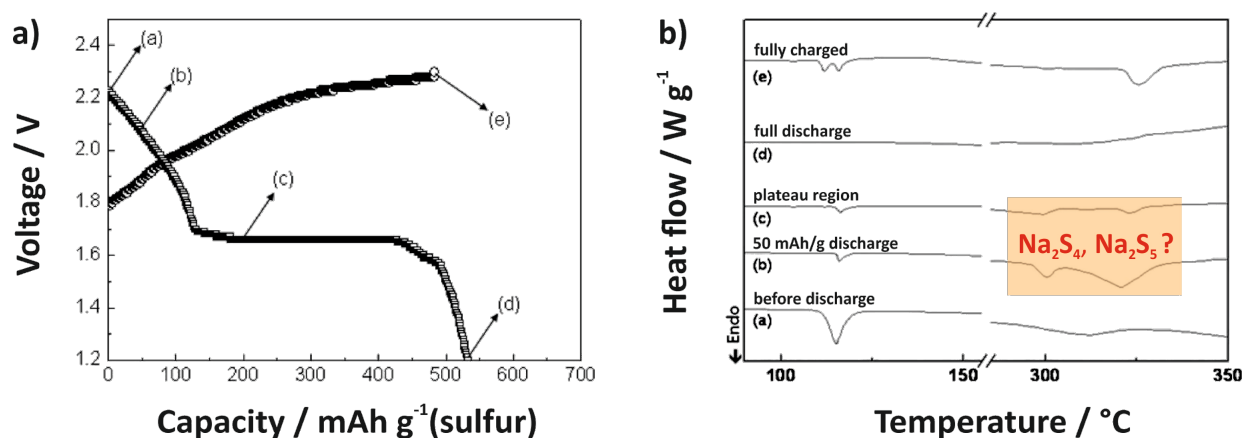 a)
(a)
(b)
(c)
(d)
(e)
2.4
2.2
2.0
1.8
1.6
1.4
1.2
0 100 200 300 400 500 600 700
Voltage / V
Capacity / mAh g⁻¹(sulfur)
b)
fully charged
(e)
full discharge
(d)
plateau region
(c)
50 mAh/g discharge
(b)
before discharge
(a)
Na₂S₄, Na₂S₅ ?
Endo
100 150 300 350
Heat flow / W g⁻¹
Temperature / °C